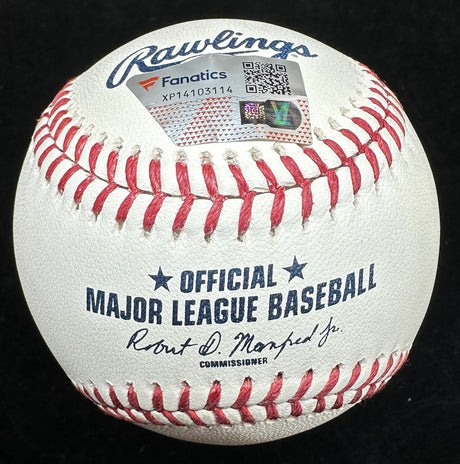 Rawlings
Fanatics
XP14103114
★ OFFICIAL ★
MAJOR LEAGUE BASEBALL
Robert D. Manfred Jr.
COMMISSIONER